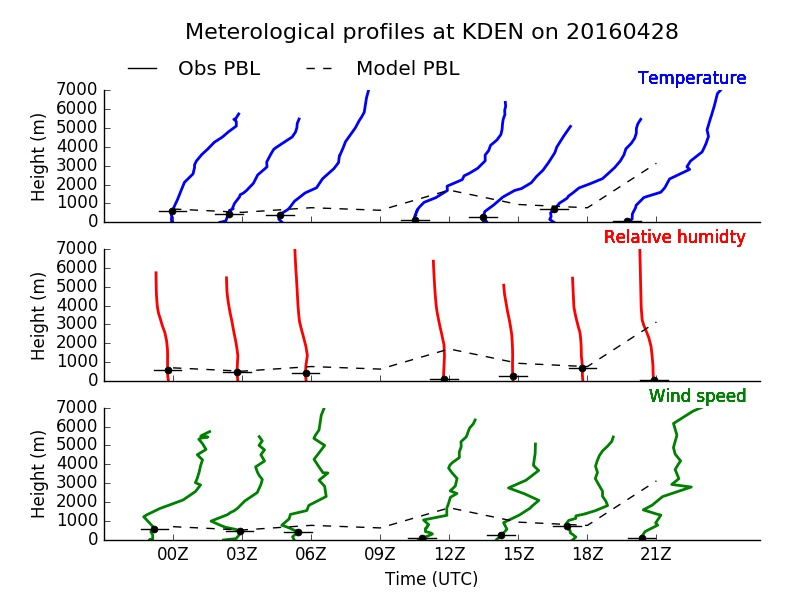 Meterological profiles at KDEN on 20160428
Obs PBL Model PBL
Temperature
7000
6000
5000
4000
3000
2000
1000
0
Height (m)
Relative humidty
7000
6000
5000
4000
3000
2000
1000
0
Height (m)
Wind speed
7000
6000
5000
4000
3000
2000
1000
0
Height (m)
00Z 03Z 06Z 09Z 12Z 15Z 18Z 21Z
Time (UTC)